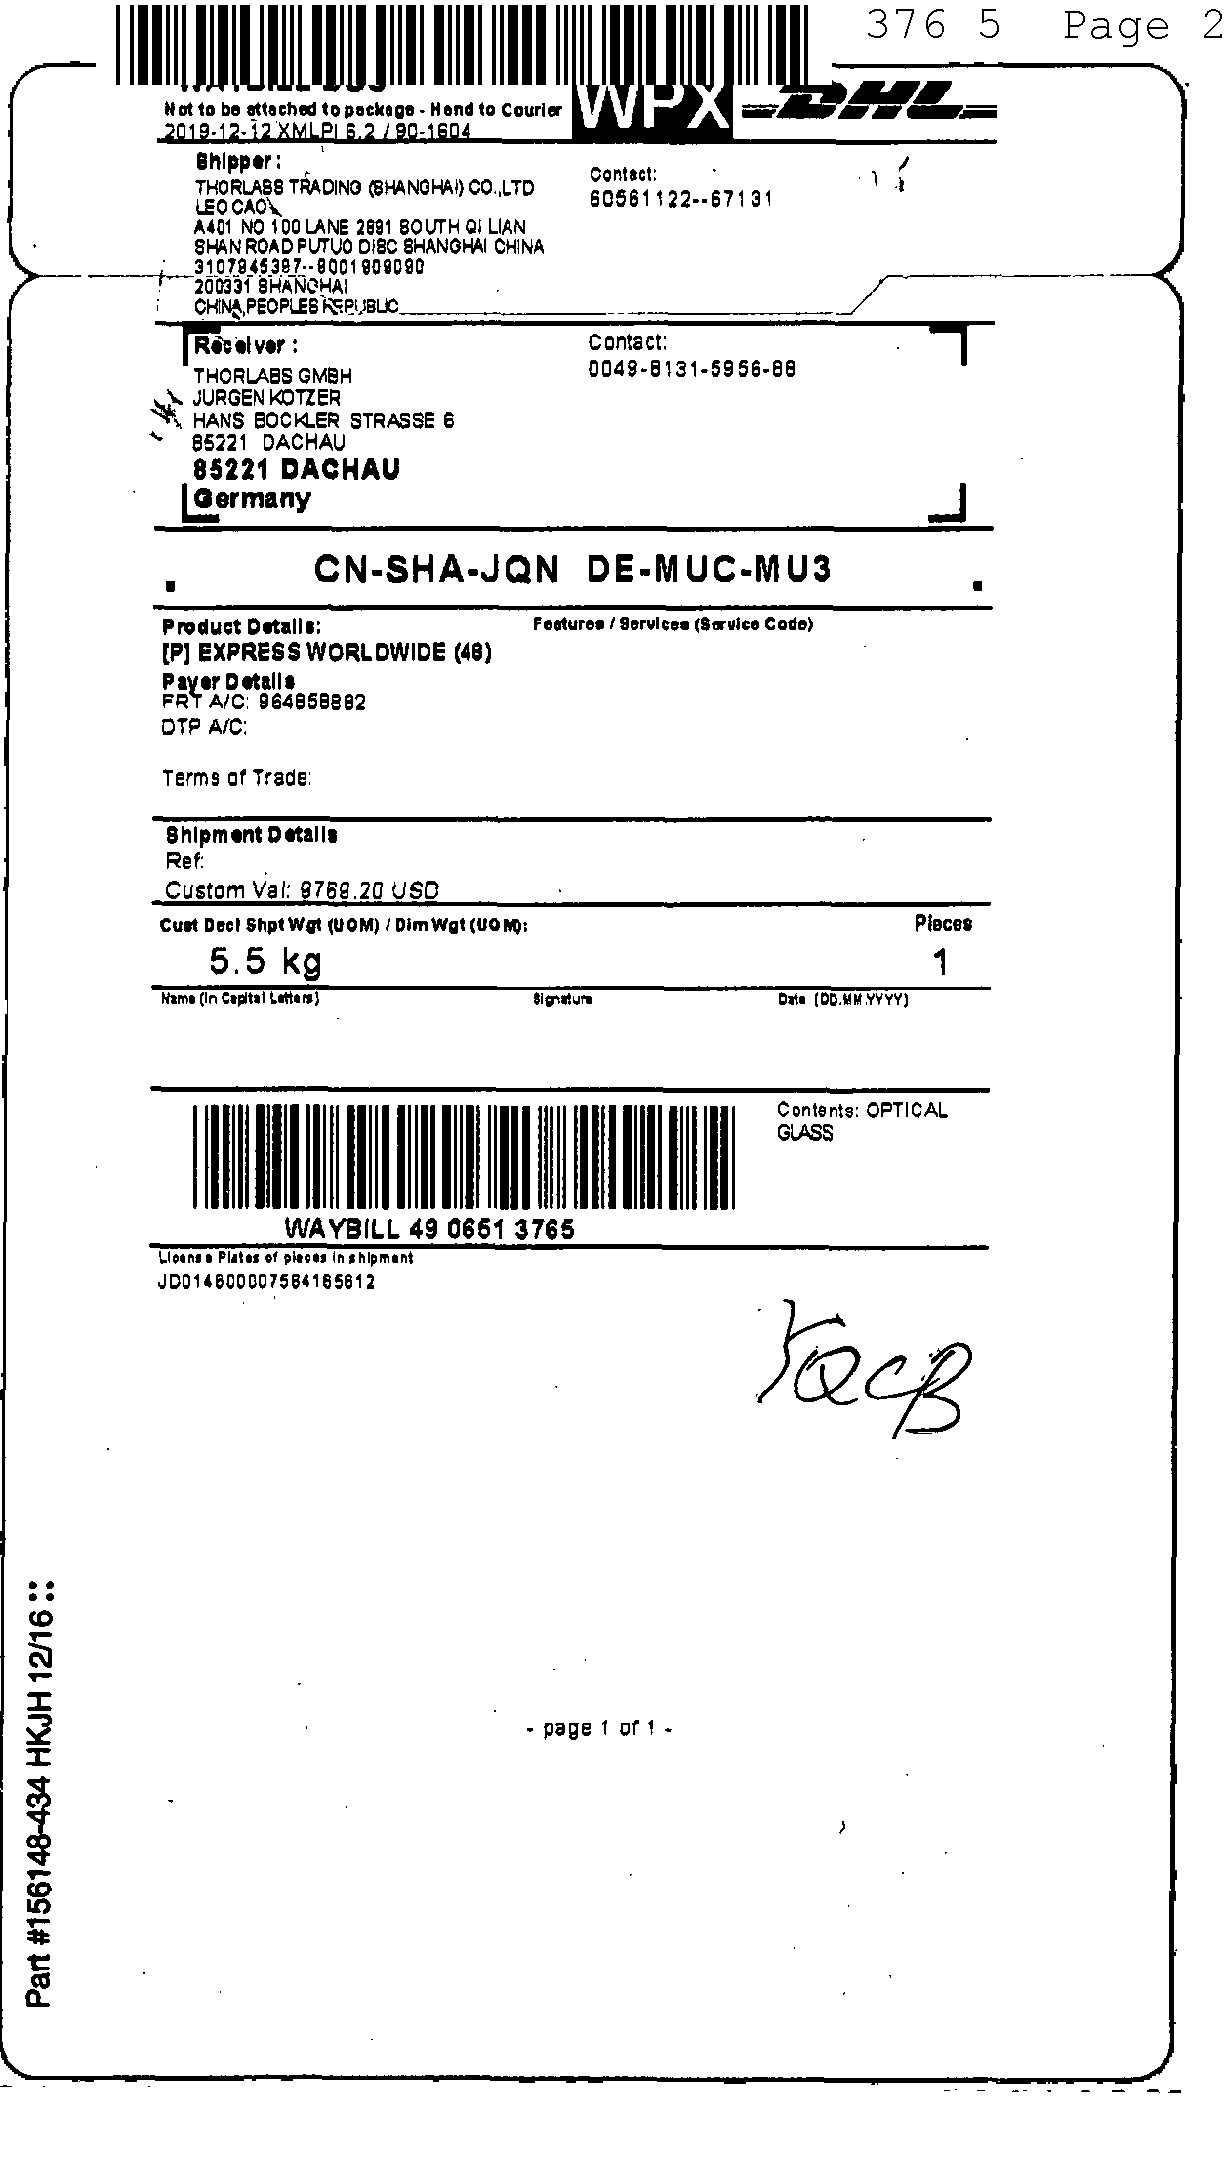 376 5 Page 2
Not to be attached to package - Hand to Courier
WPX
DHL
2019-12-12 XMLPI 6.2 / 90-1604
Shipper :
Contact:
THORLABS TRADING (SHANGHAI) CO.,LTD
60561122--67131
LEO CAO
A401 NO 100 LANE 2891 SOUTH QI LIAN
SHAN ROAD PUTUO DISC SHANGHAI CHINA
3107845387--9001909090
200331 SHANGHAI
CHINA, PEOPLES REPUBLIC
Receiver :
Contact:
THORLABS GMBH
0049-8131-5956-88
JURGEN KOTZER
HANS BOCKLER STRASSE 6
85221 DACHAU
85221 DACHAU
Germany
CN-SHA-JQN DE-MUC-MU3
Product Details:
Features / Services (Service Code)
[P] EXPRESS WORLDWIDE (48)
Payer Details
FRT A/C: 964858882
DTP A/C:
Terms of Trade:
Shipment Details
Ref:
Custom Val: 9769.20 USD
Cust Decl Shpt Wgt (UOM) / Dim Wgt (UOM):
Pieces
5.5 kg
1
Name (In Capital Letters)
Signature
Date (DD.MM.YYYY)
Contents: OPTICAL
GLASS
WAYBILL 49 0651 3765
License Plates of pieces in shipment
JD014600007564165612
- page 1 of 1 -
Part #156148-434 HKJH 12/16 ::